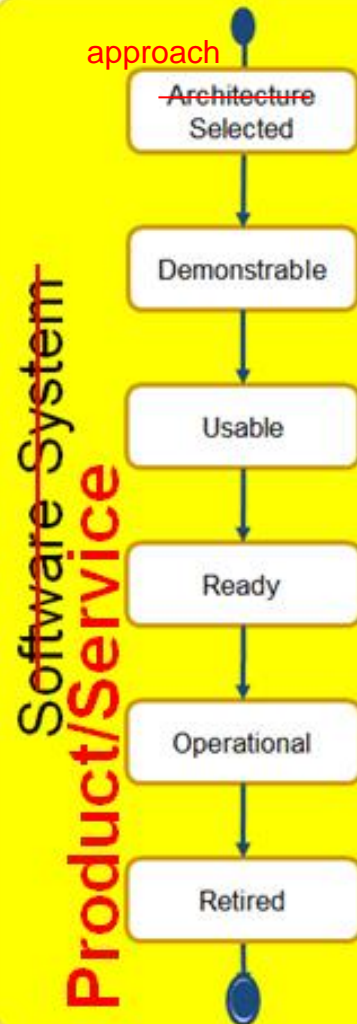 approach
Architecture
Selected
Demonstrable
Usable
Ready
Operational
Retired
Software System
Product/Service